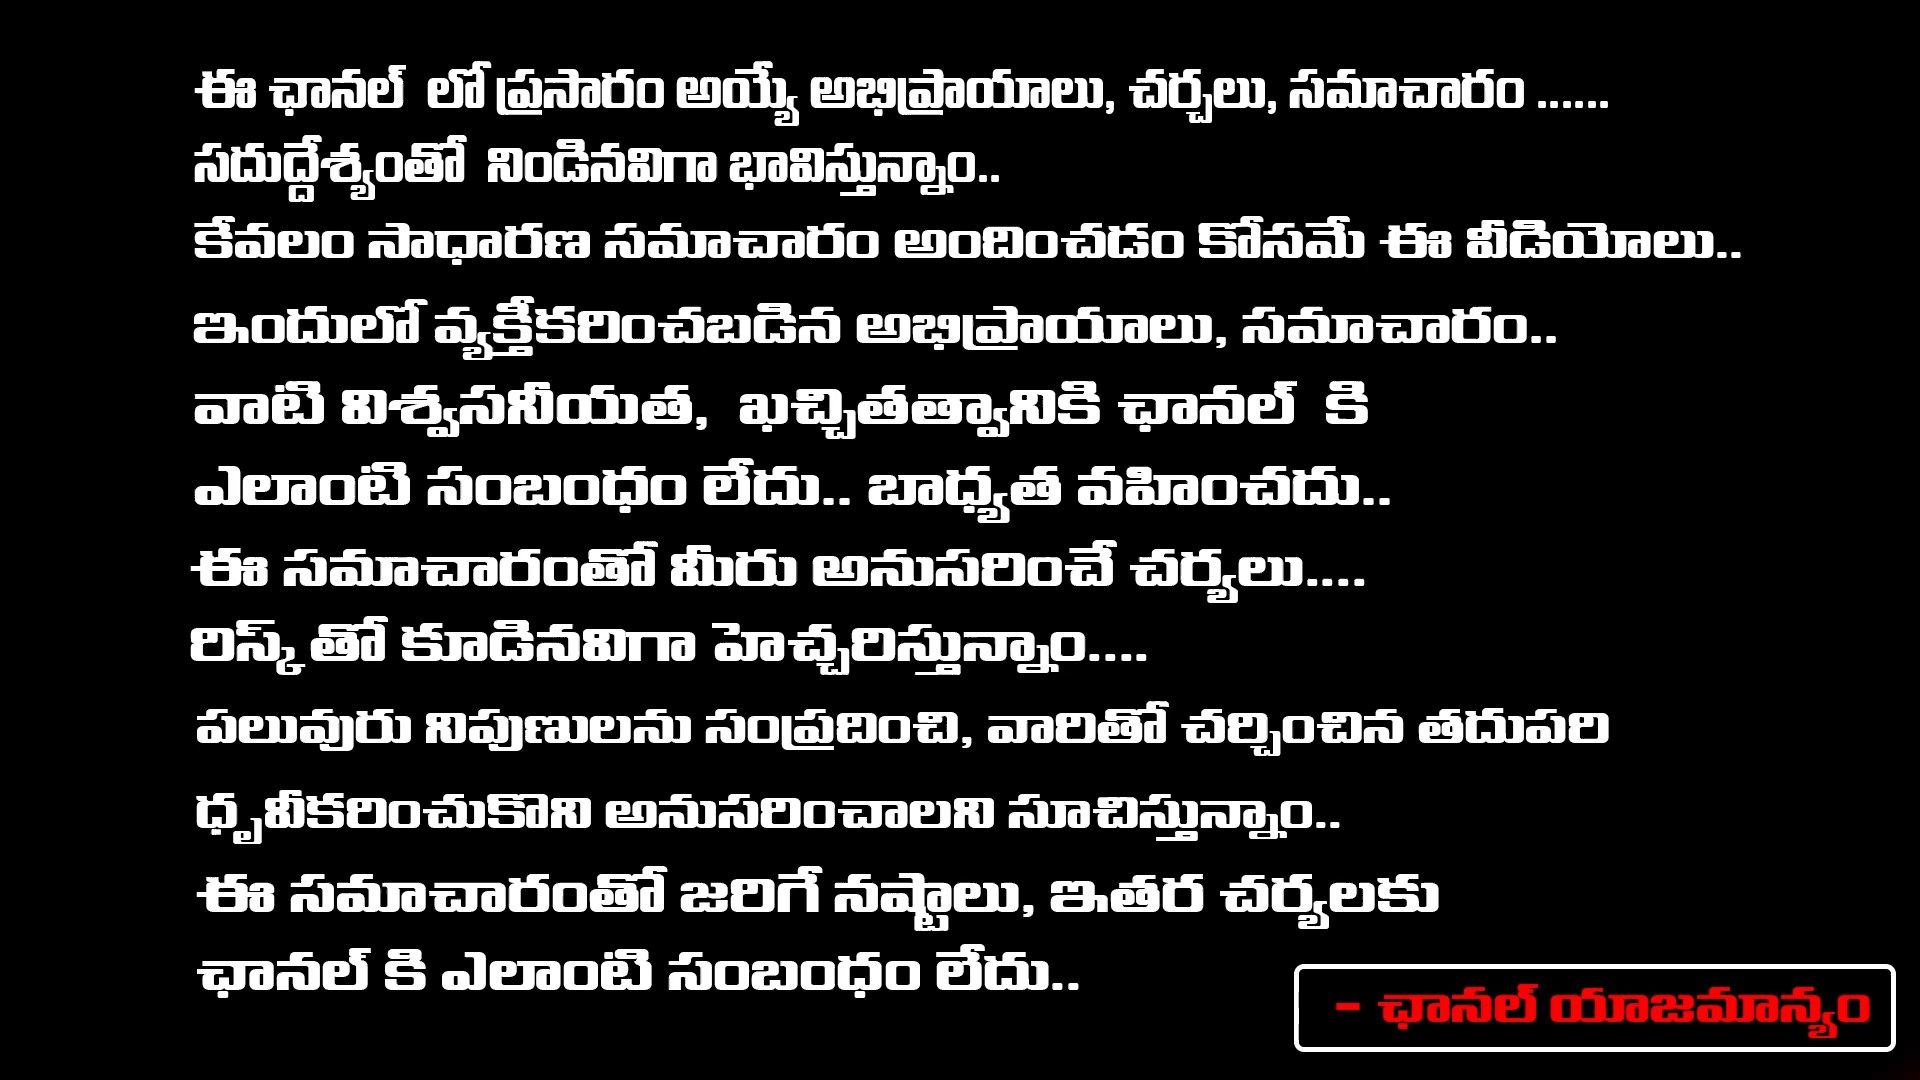 ఈ ఛానల్ లో ప్రసారం అయ్యే అభిప్రాయాలు, చర్చలు, సమాచారం ......
సదుద్దేశ్యంతో నిండినవిగా భావిస్తున్నాం..
కేవలం సాధారణ సమాచారం అందించడం కోసమే ఈ వీడియోలు..
ఇందులో వ్యక్తీకరించబడిన అభిప్రాయాలు, సమాచారం..
వాటి విశ్వసనీయత, ఖచ్చితత్వానికి ఛానల్ కి
ఎలాంటి సంబంధం లేదు.. బాధ్యత వహించదు..
ఈ సమాచారంతో మీరు అనుసరించే చర్యలు....
రిస్క్ తో కూడినవిగా హెచ్చరిస్తున్నాం....
పలువురు నిపుణులను సంప్రదించి, వారితో చర్చించిన తదుపరి
ధృవీకరించుకొని అనుసరించాలని సూచిస్తున్నాం..
ఈ సమాచారంతో జరిగే నష్టాలు, ఇతర చర్యలకు
ఛానల్ కి ఎలాంటి సంబంధం లేదు..
- ఛానల్ యాజమాన్యం